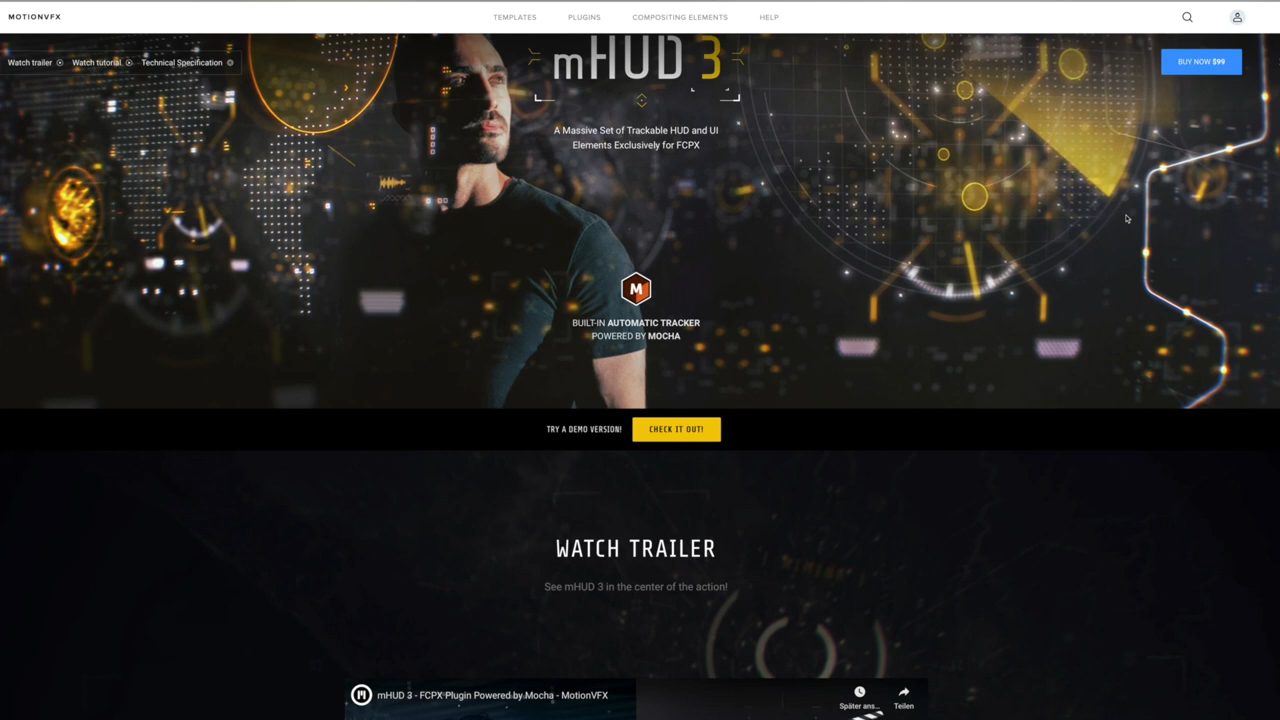 MOTIONVFX
TEMPLATES
PLUGINS
COMPOSITING ELEMENTS
HELP
Watch trailer
Watch tutorial
Technical Specification
BUY NOW $99
mHUD 3
A Massive Set of Trackable HUD and UI
Elements Exclusively for FCPX
M
BUILT-IN AUTOMATIC TRACKER
POWERED BY MOCHA
TRY A DEMO VERSION!
CHECK IT OUT!
WATCH TRAILER
See mHUD 3 in the center of the action!
mHUD 3 - FCPX Plugin Powered by Mocha - MotionVFX
Später ans...
Teilen